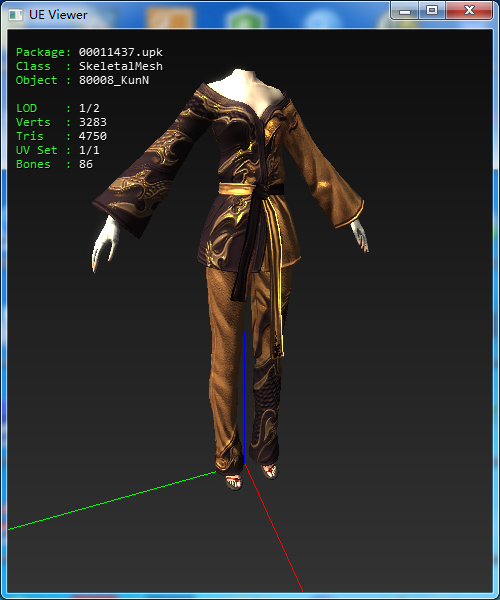 UE Viewer
Package: 00011437.upk
Class  : SkeletalMesh
Object : 80008_KunN
LOD    : 1/2
Verts  : 3283
Tris   : 4750
UV Set : 1/1
Bones  : 86